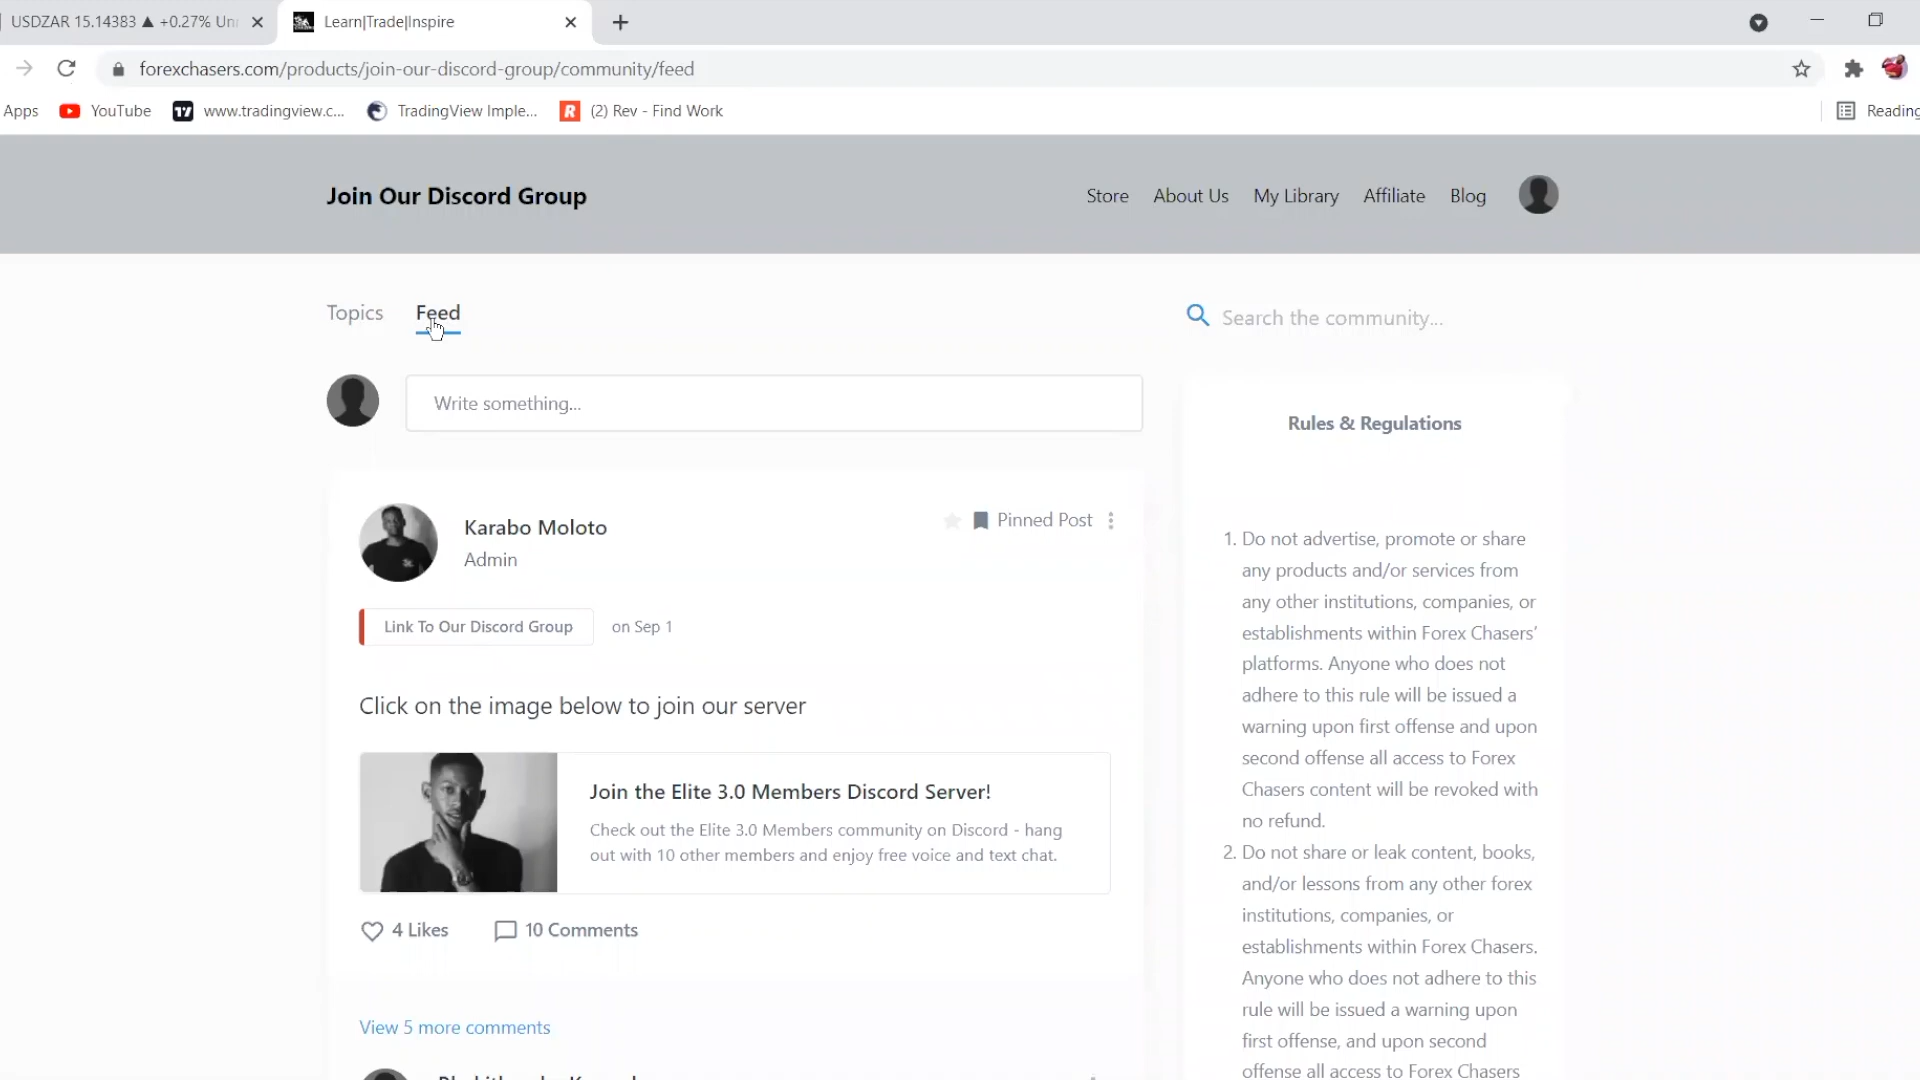 USDZAR 15.14383 ▲ +0.27% Un
Learn|Trade|Inspire
forexchasers.com/products/join-our-discord-group/community/feed
Apps
YouTube
www.tradingview.c...
TradingView Imple...
(2) Rev - Find Work
Reading
Join Our Discord Group
Store
About Us
My Library
Affiliate
Blog
Topics
Feed
Search the community...
Write something...
Rules & Regulations
Karabo Moloto
Admin
Pinned Post
Link To Our Discord Group
on Sep 1
Click on the image below to join our server
Join the Elite 3.0 Members Discord Server!
Check out the Elite 3.0 Members community on Discord - hang
out with 10 other members and enjoy free voice and text chat.
4 Likes
10 Comments
View 5 more comments
1. Do not advertise, promote or share
any products and/or services from
any other institutions, companies, or
establishments within Forex Chasers’
platforms. Anyone who does not
adhere to this rule will be issued a
warning upon first offense and upon
second offense all access to Forex
Chasers content will be revoked with
no refund.
2. Do not share or leak content, books,
and/or lessons from any other forex
institutions, companies, or
establishments within Forex Chasers.
Anyone who does not adhere to this
rule will be issued a warning upon
first offense, and upon second
offense all access to Forex Chasers